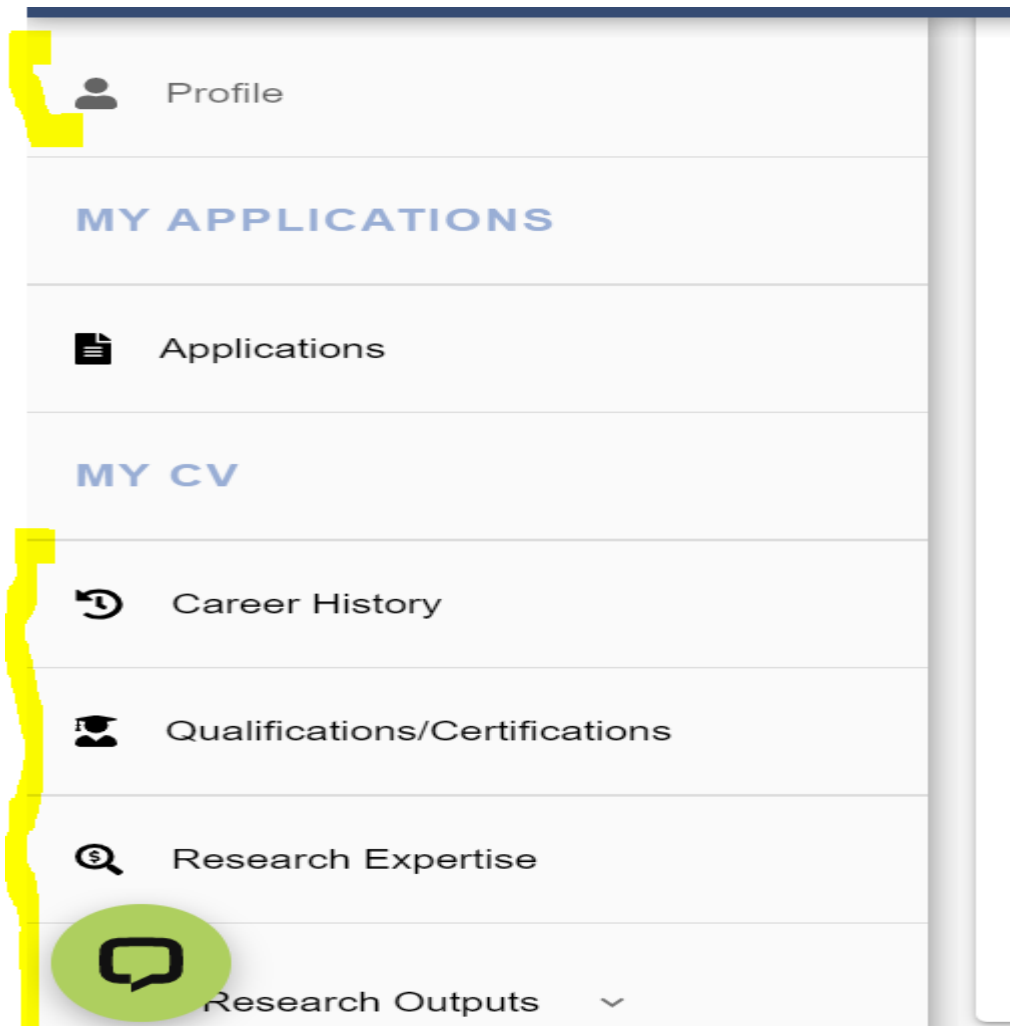 Profile
MY APPLICATIONS
Applications
MY CV
Career History
Qualifications/Certifications
Research Expertise
Research Outputs